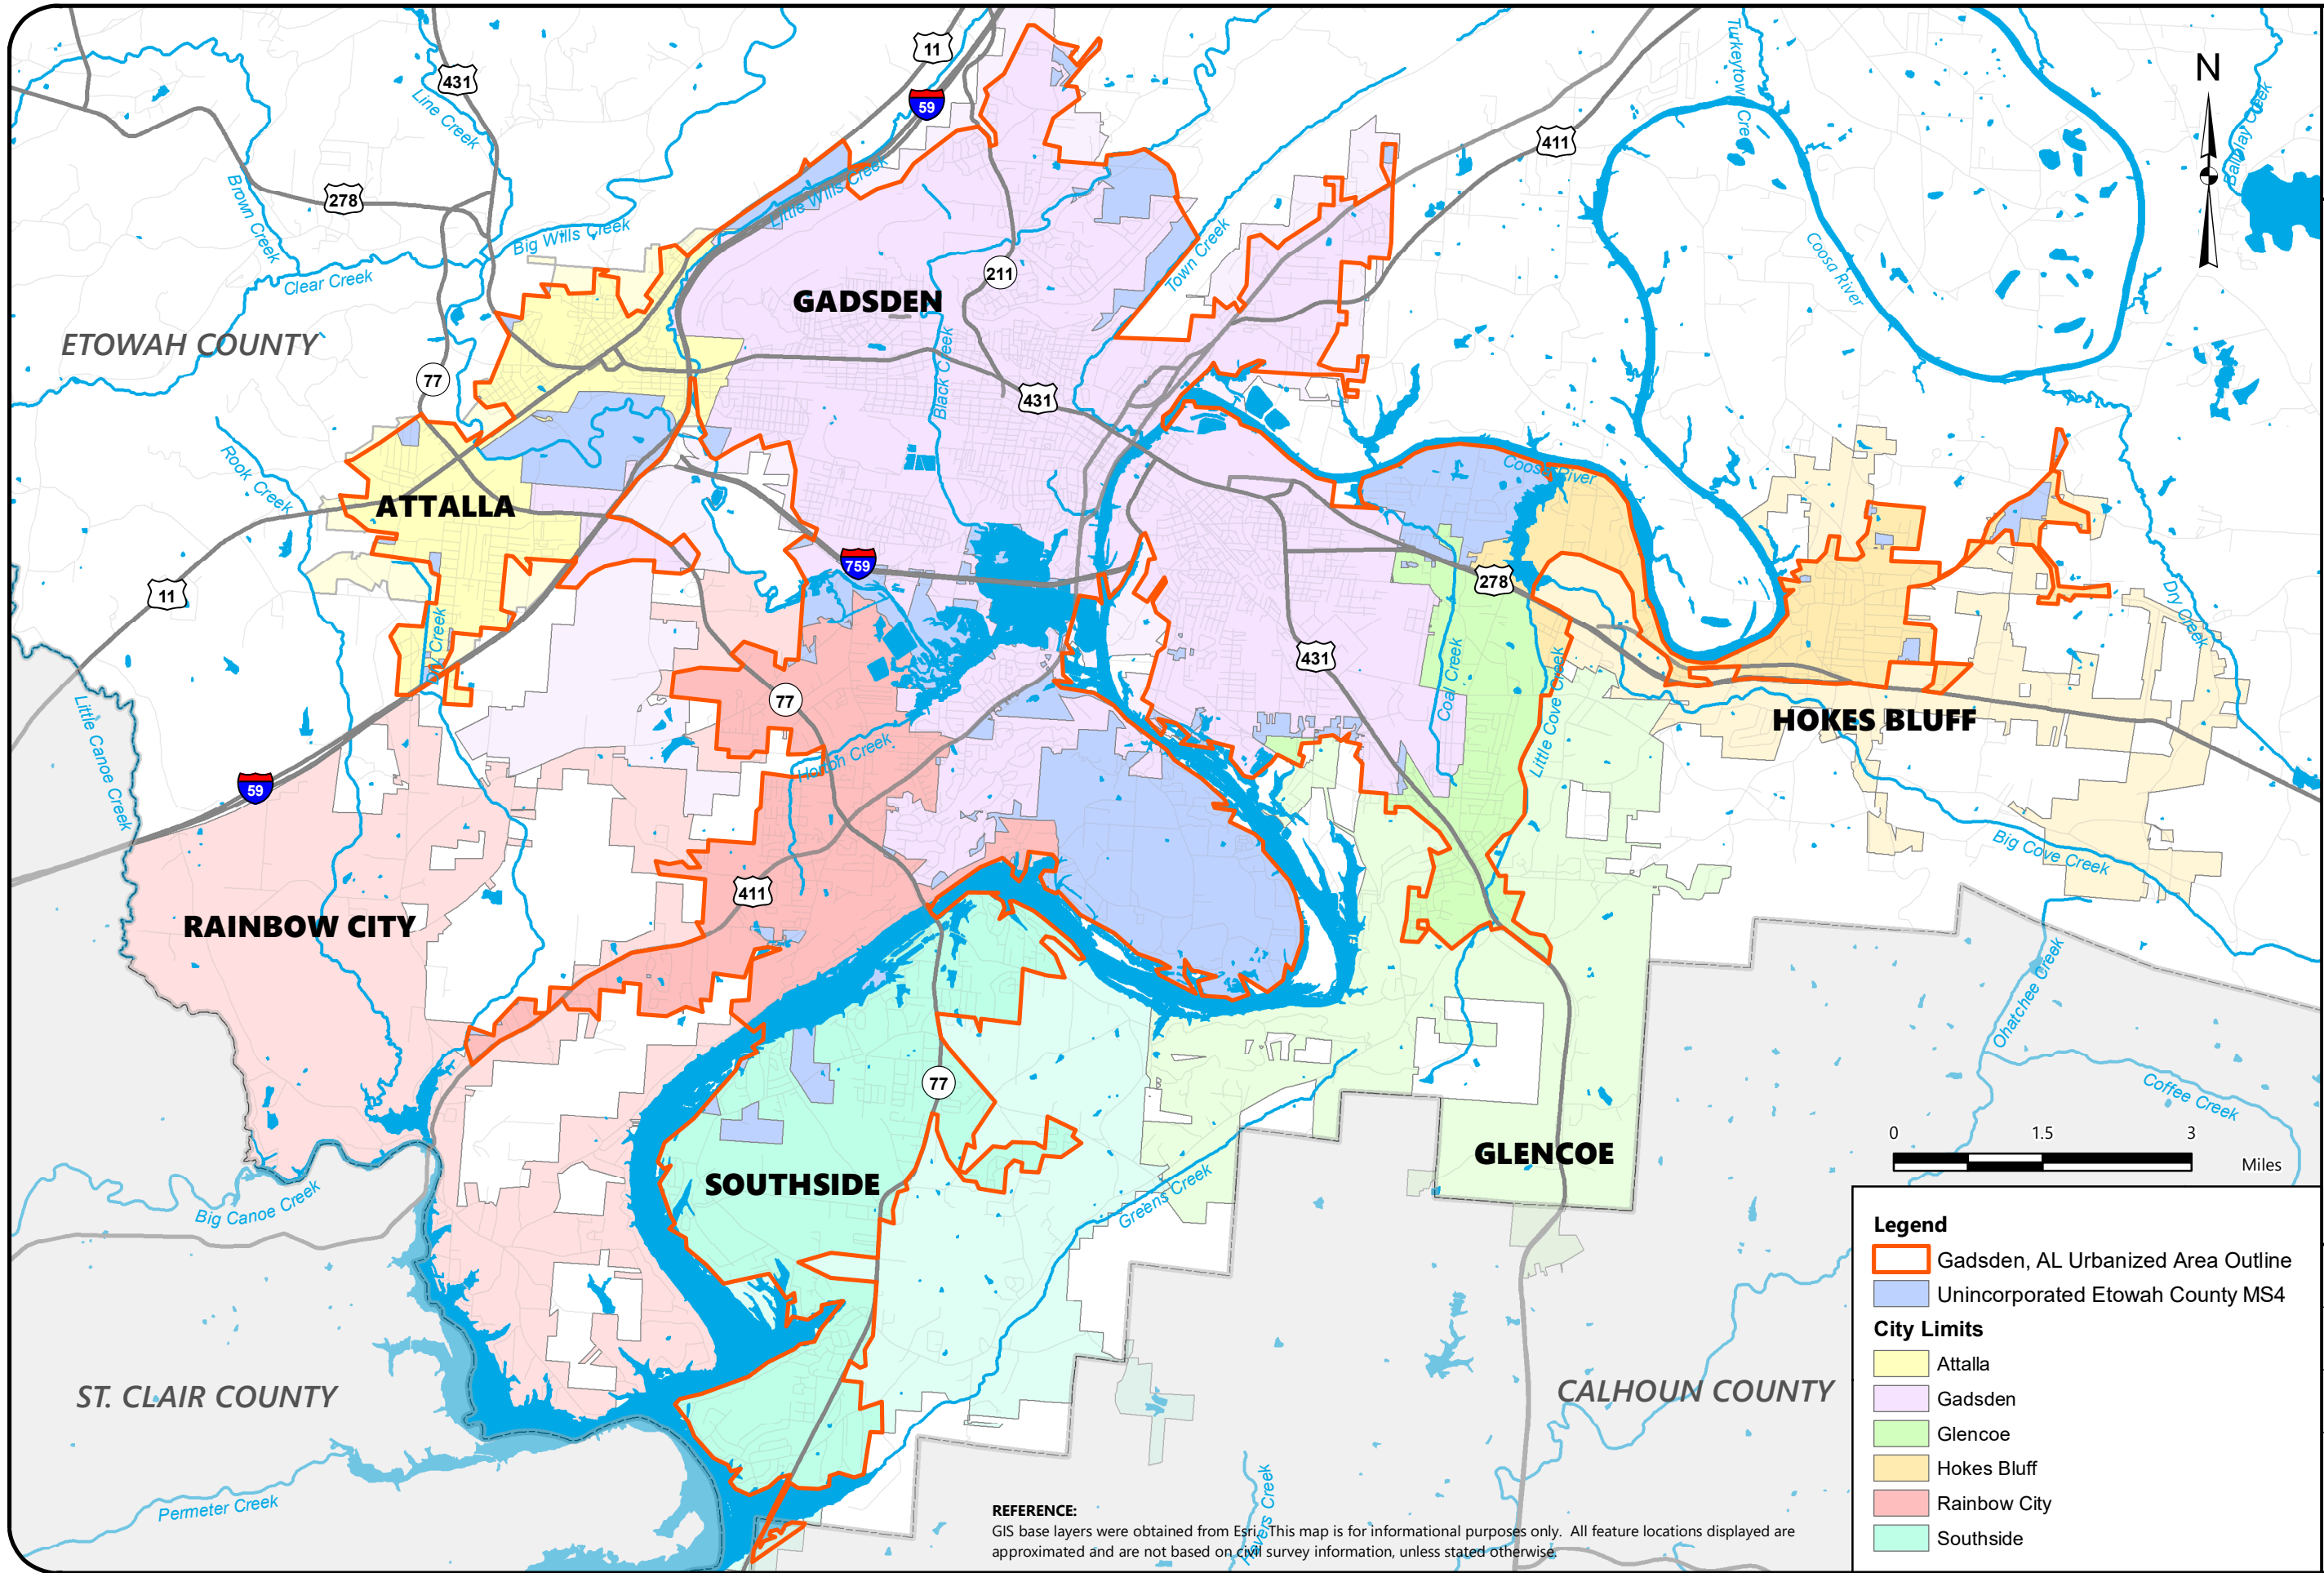 11
431
59
Line Creek
Turkeytown Creek
N
Ballplay Creek
411
278
Brown Creek
Little Wills Creek
Big Wills Creek
Town Creek
Coosa River
Clear Creek
211
GADSDEN
ETOWAH COUNTY
77
Black Creek
431
Rook Creek
Coosa River
ATTALLA
759
278
11
Dry Creek
Dry Creek
431
Coal Creek
Little Cove Creek
77
HOKES BLUFF
Little Canoe Creek
Horton Creek
59
Big Cove Creek
411
RAINBOW CITY
Ohatchee Creek
77
Coffee Creek
0 1.5 3
Miles
GLENCOE
SOUTHSIDE
Greens Creek
Big Canoe Creek
ST. CLAIR COUNTY
CALHOUN COUNTY
Permeter Creek
Legend
Gadsden, AL Urbanized Area Outline
Unincorporated Etowah County MS4
City Limits
Attalla
Gadsden
Glencoe
Hokes Bluff
Rainbow City
Southside
REFERENCE:
GIS base layers were obtained from Esri. This map is for informational purposes only. All feature locations displayed are
approximated and are not based on civil survey information, unless stated otherwise.